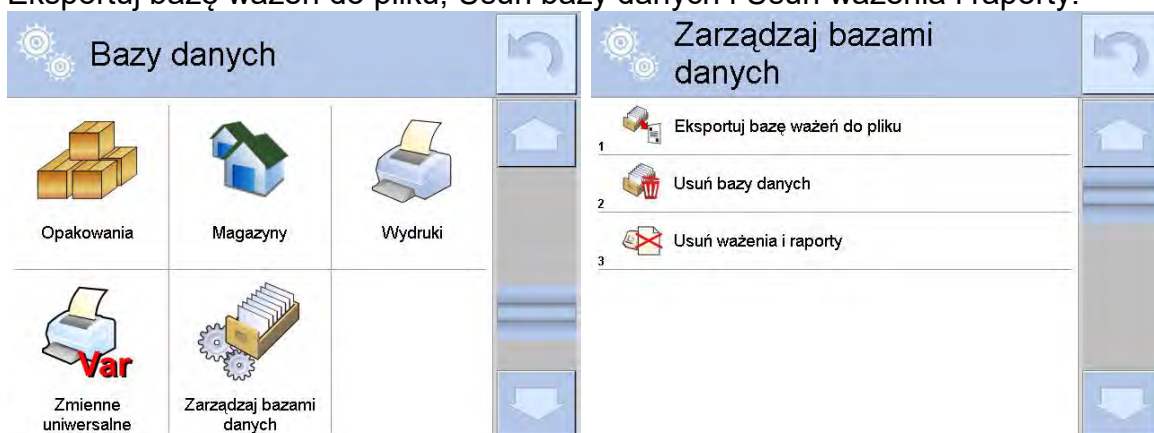 Eksportuj bazę ważeń do pliku, Usuń bazy danych i Usuń ważenia i raporty.
Bazy danych
Opakowania
Magazyny
Wydruki
Var
Zmienne
uniwersalne
Zarządzaj bazami
danych
Zarządzaj bazami
danych
1 Eksportuj bazę ważeń do pliku
2 Usuń bazy danych
3 Usuń ważenia i raporty